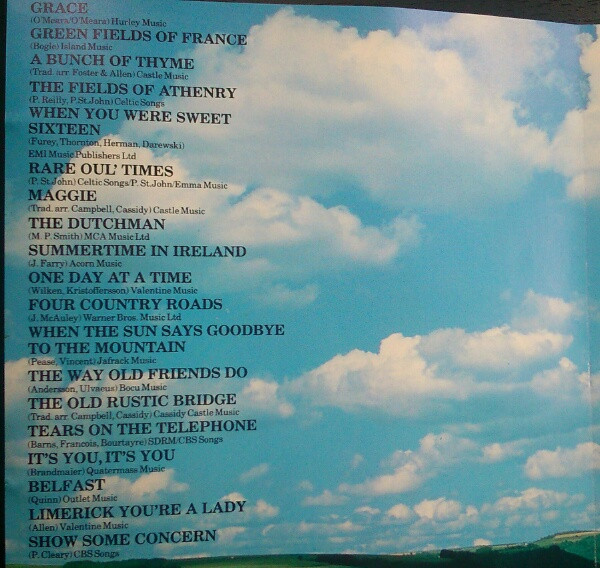 GRACE
(O'Meara/O'Meara) Hurley Music
GREEN FIELDS OF FRANCE
(Bogle) Island Music
A BUNCH OF THYME
(Trad. arr. Foster & Allen) Castle Music
THE FIELDS OF ATHENRY
(P. Reilly, P.St.John) Celtic Songs
WHEN YOU WERE SWEET
SIXTEEN
(Furey, Thornton, Herman, Darewski)
EMI Music Publishers Ltd
RARE OUL' TIMES
(P. St.John) Celtic Songs/P. St.John/Emma Music
MAGGIE
(Trad. arr. Campbell, Cassidy) Castle Music
THE DUTCHMAN
(M. P. Smith) MCA Music Ltd
SUMMERTIME IN IRELAND
(J. Farry) Acorn Music
ONE DAY AT A TIME
(Wilken, Kristoffersson) Valentine Music
FOUR COUNTRY ROADS
(J. McAuley) Warner Bros. Music Ltd
WHEN THE SUN SAYS GOODBYE
TO THE MOUNTAIN
(Pease, Vincent) Jafrack Music
THE WAY OLD FRIENDS DO
(Andersson, Ulvaeus) Bocu Music
THE OLD RUSTIC BRIDGE
(Trad. arr. Campbell, Cassidy) Cassidy Castle Music
TEARS ON THE TELEPHONE
(Barns, Francois, Bourtayre) SDRM/CBS Songs
IT'S YOU, IT'S YOU
(Brandmaier) Quatermass Music
BELFAST
(Quinn) Outlet Music
LIMERICK YOU'RE A LADY
(Allen) Valentine Music
SHOW SOME CONCERN
(P. Cleary) CBS Songs